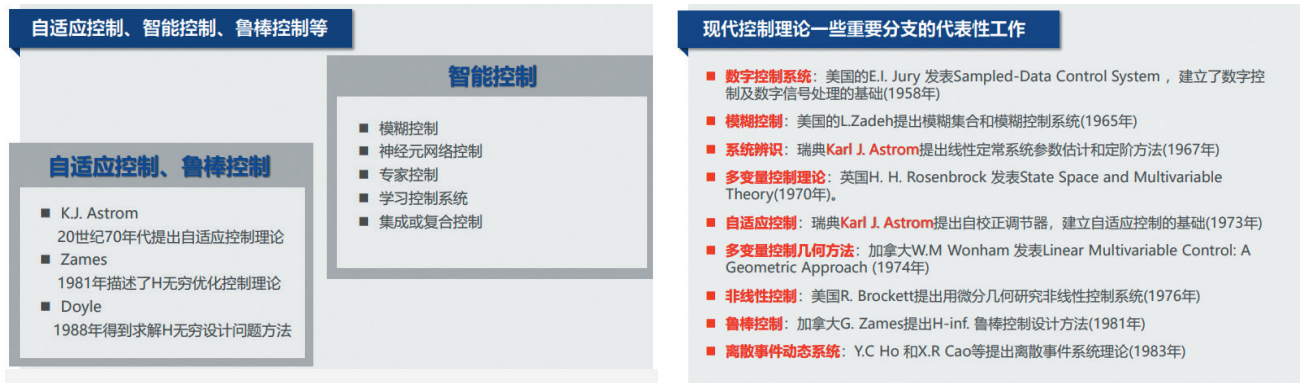 自适应控制、智能控制、鲁棒控制等
智能控制
■ 模糊控制
■ 神经元网络控制
■ 专家控制
■ 学习控制系统
■ 集成或复合控制
自适应控制、鲁棒控制
■ K.J. Astrom
20世纪70年代提出自适应控制理论
■ Zames
1981年描述了H无穷优化控制理论
■ Doyle
1988年得到求解H无穷设计问题方法
现代控制理论一些重要分支的代表性工作
■ 数字控制系统：美国的E.I. Jury 发表Sampled-Data Control System ，建立了数字控
制及数字信号处理的基础(1958年)
■ 模糊控制：美国的L.Zadeh提出模糊集合和模糊控制系统(1965年)
■ 系统辨识：瑞典Karl J. Astrom提出线性定常系统参数估计和定阶方法(1967年)
■ 多变量控制理论：英国H. H. Rosenbrock 发表State Space and Multivariable
Theory(1970年)。
■ 自适应控制：瑞典Karl J. Astrom提出自校正调节器，建立自适应控制的基础(1973年)
■ 多变量控制几何方法：加拿大W.M Wonham 发表Linear Multivariable Control: A
Geometric Approach (1974年)
■ 非线性控制：美国R. Brockett提出用微分几何研究非线性控制系统(1976年)
■ 鲁棒控制：加拿大G. Zames提出H-inf. 鲁棒控制设计方法(1981年)
■ 离散事件动态系统：Y.C Ho 和X.R Cao等提出离散事件系统理论(1983年)